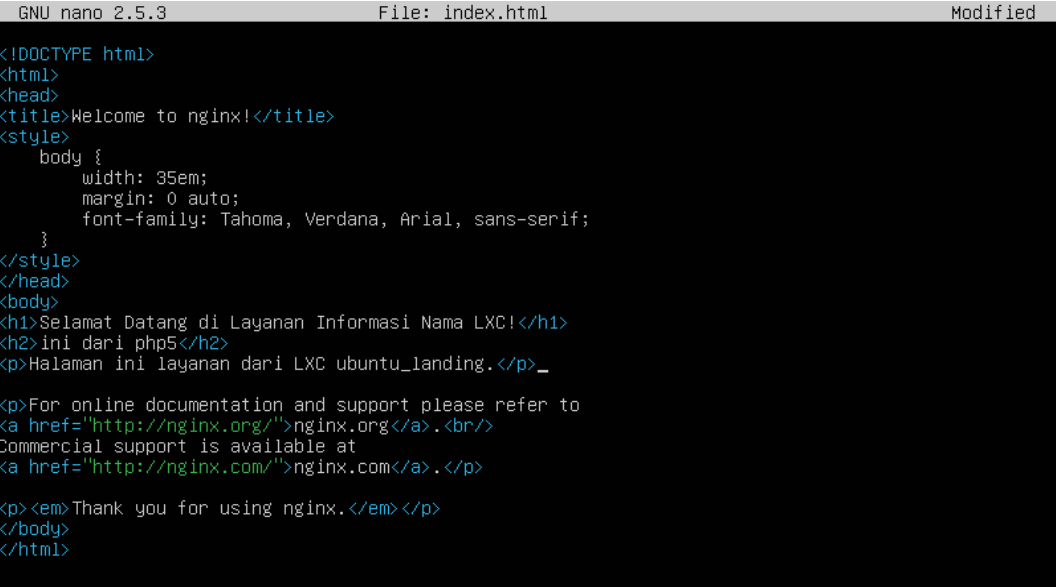 GNU nano 2.5.3 File: index.html Modified
<!DOCTYPE html>
<html>
<head>
<title>Welcome to nginx!</title>
<style>
    body {
        width: 35em;
        margin: 0 auto;
        font-family: Tahoma, Verdana, Arial, sans-serif;
    }
</style>
</head>
<body>
<h1>Selamat Datang di Layanan Informasi Nama LXC!</h1>
<h2>ini dari php5</h2>
<p>Halaman ini layanan dari LXC ubuntu_landing.</p>
<p>For online documentation and support please refer to
<a href="http://nginx.org/">nginx.org</a>.<br/>
Commercial support is available at
<a href="http://nginx.com/">nginx.com</a>.</p>
<p><em>Thank you for using nginx.</em></p>
</body>
</html>